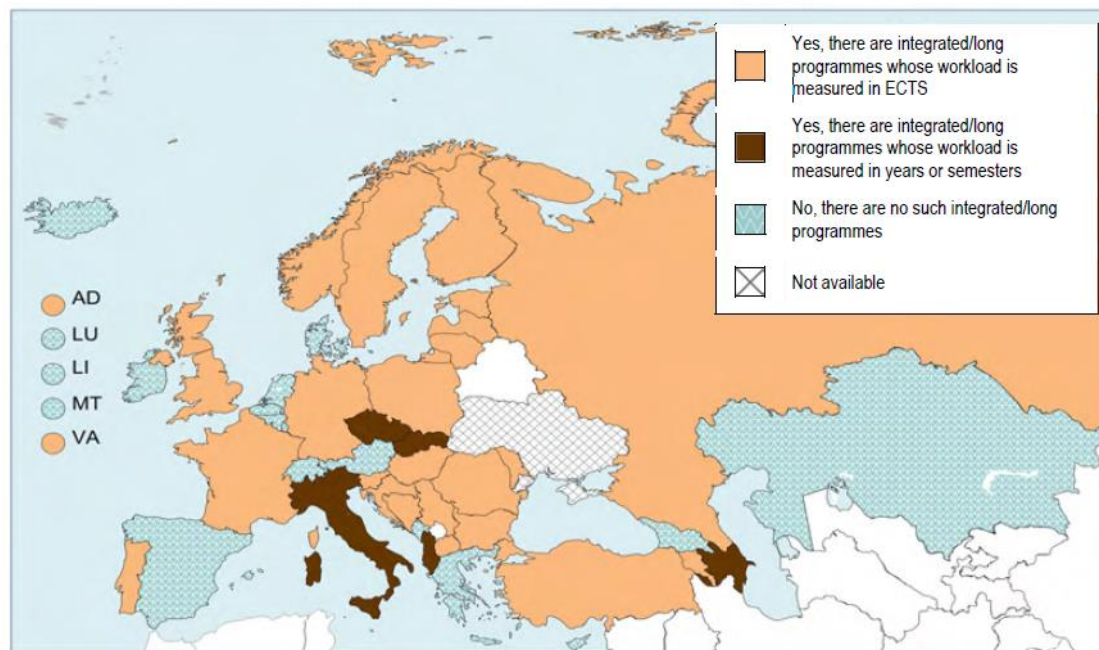 Yes, there are integrated/long
programmes whose workload is
measured in ECTS
Yes, there are integrated/long
programmes whose workload is
measured in years or semesters
No, there are no such integrated/long
programmes
Not available
AD
LU
LI
MT
VA